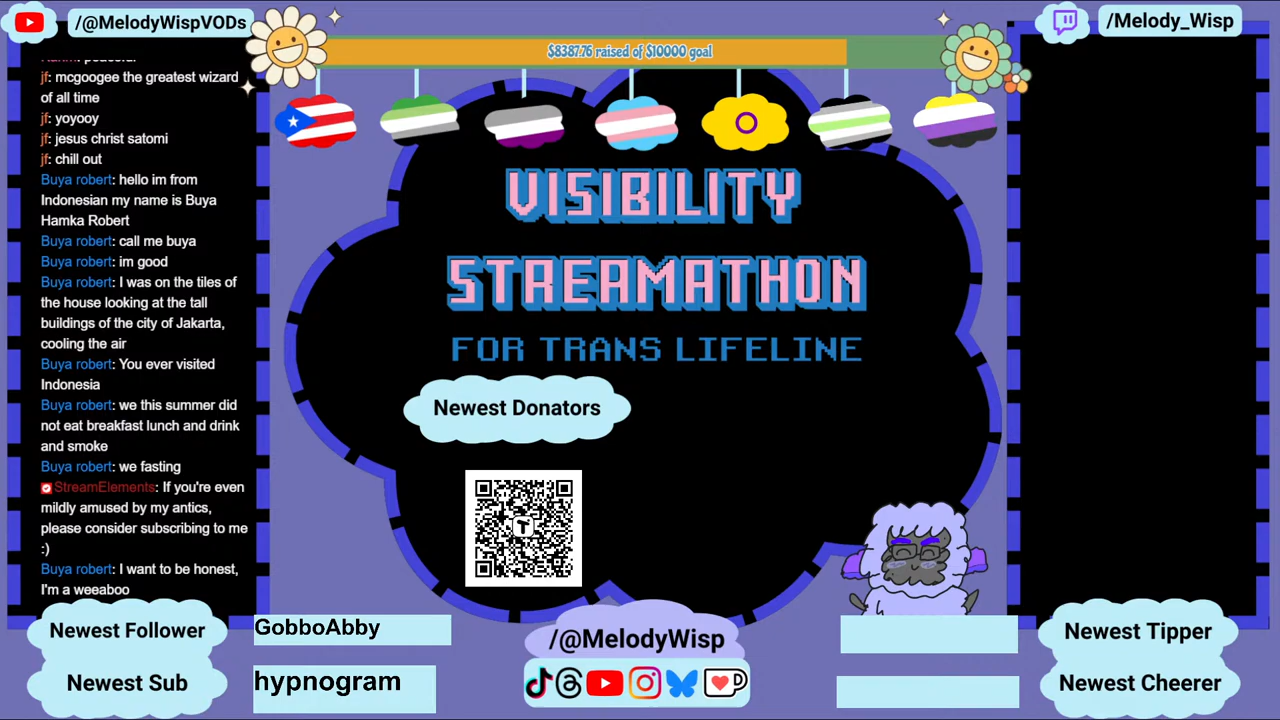 /@MelodyWispVODs
/Melody_Wisp
$8387.76 raised of $10000 goal
jf: mcgoogee the greatest wizard
of all time
jf: yoyooy
jf: jesus christ satomi
jf: chill out
Buya robert: hello im from
Indonesian my name is Buya
Hamka Robert
Buya robert: call me buya
Buya robert: im good
Buya robert: I was on the tiles of
the house looking at the tall
buildings of the city of Jakarta,
cooling the air
Buya robert: You ever visited
Indonesia
Buya robert: we this summer did
not eat breakfast lunch and drink
and smoke
Buya robert: we fasting
StreamElements: If you're even
mildly amused by my antics,
please consider subscribing to me
:)
Buya robert: I want to be honest,
I'm a weeaboo
VISIBILITY
STREAMATHON
FOR TRANS LIFELINE
Newest Donators
T
Newest Follower
GobboAbby
Newest Sub
hypnogram
/@MelodyWisp
Newest Tipper
Newest Cheerer